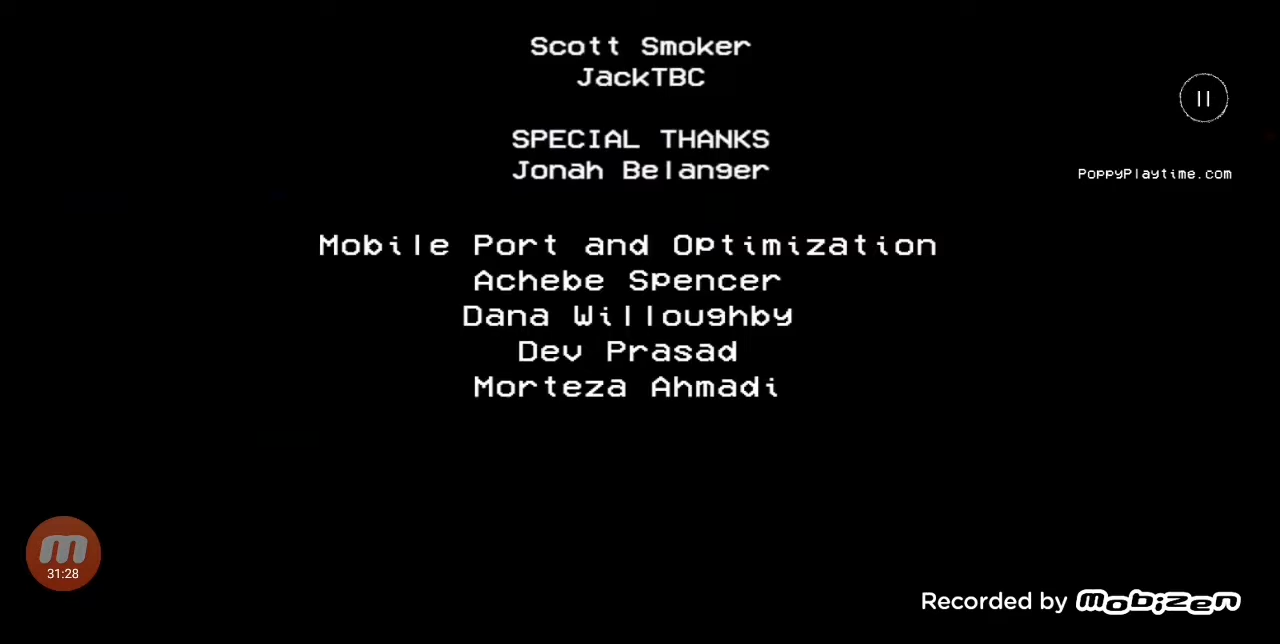 Scott Smoker
JackTBC
SPECIAL THANKS
Jonah Belanger
PoppyPlaytime.com
Mobile Port and Optimization
Achebe Spencer
Dana Willoughby
Dev Prasad
Morteza Ahmadi
31:28
Recorded by mobizen